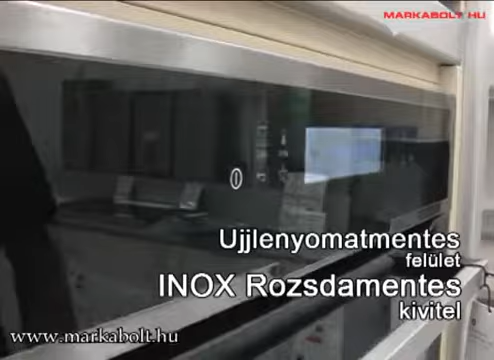 MARKABOLT HU
Ujjlenyomatmentes
felület
INOX Rozsdamentes
kivitel
www.markabolt.hu